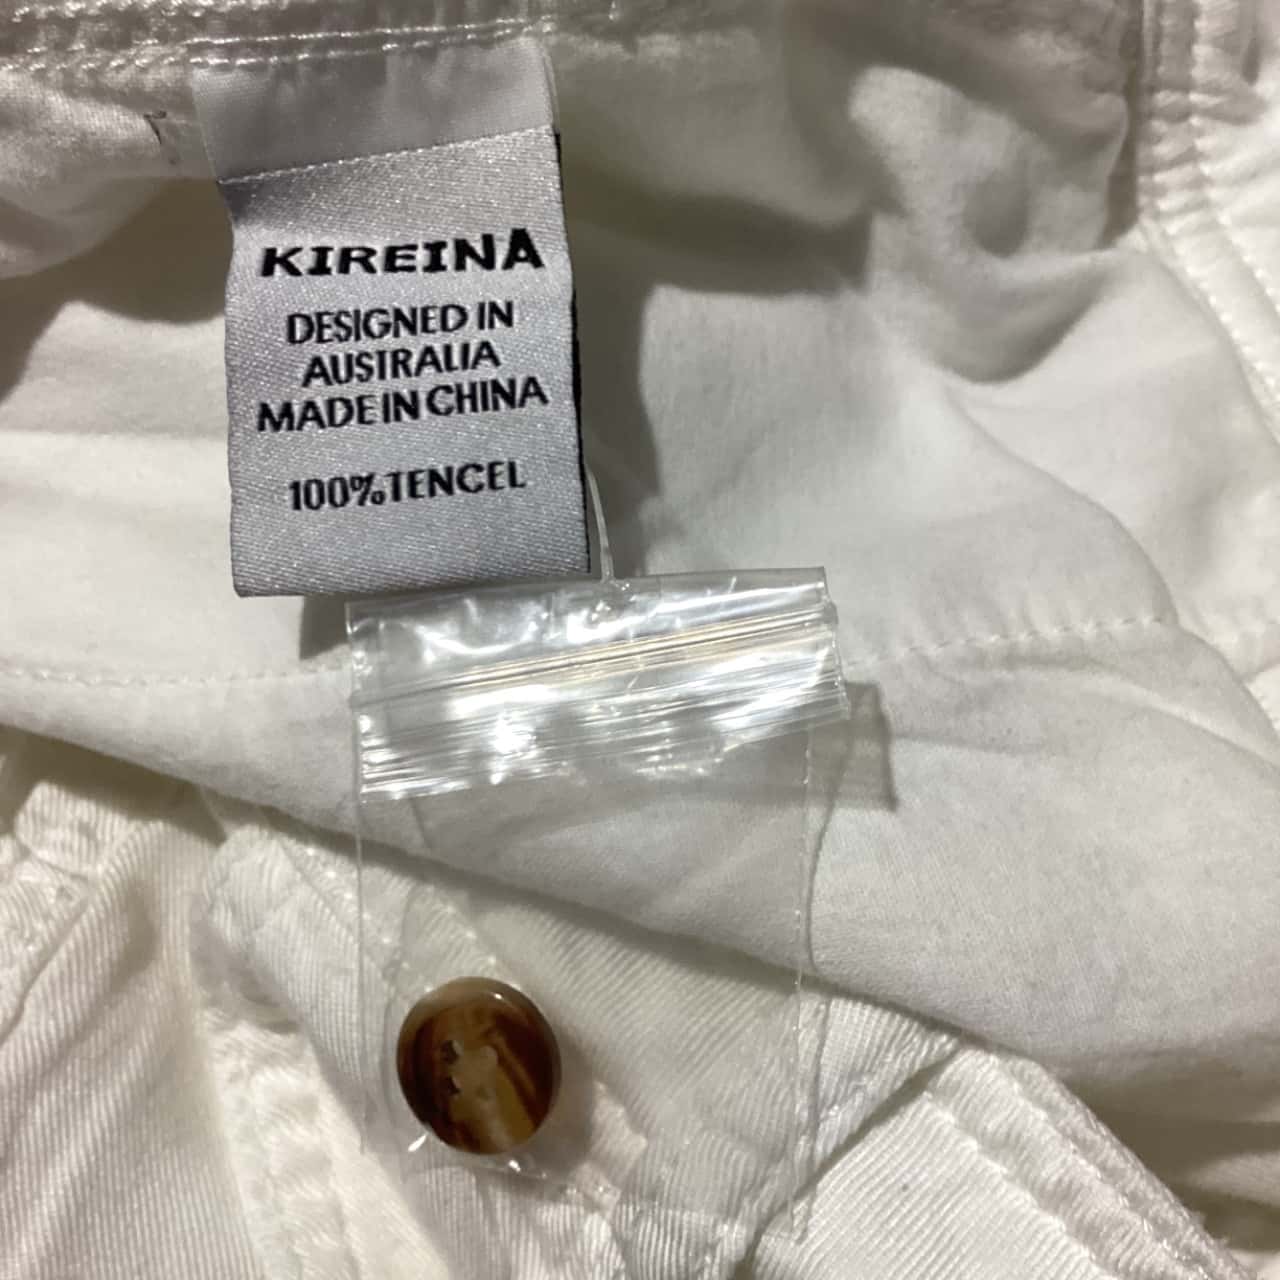 KIREINA
DESIGNED IN
AUSTRALIA
MADE IN CHINA
100% TENCEL